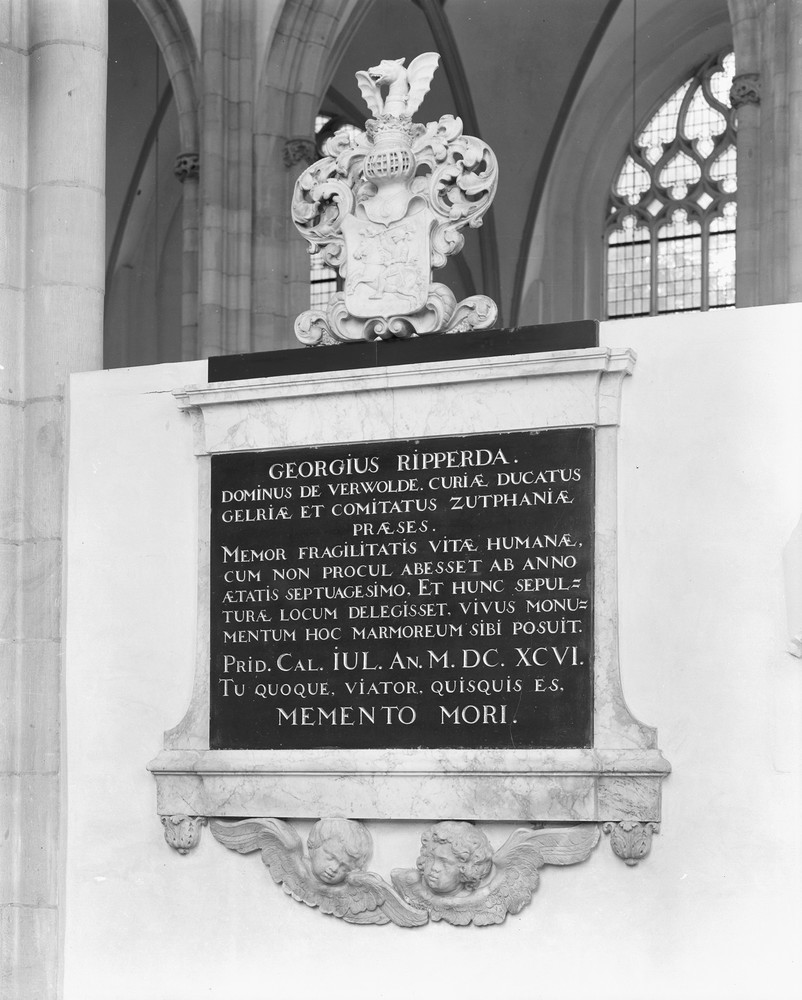 GEORGIUS RIPPERDA.
DOMINUS DE VERWOLDE. CURIÆ DUCATUS
GELRIÆ ET COMITATUS ZUTPHANIÆ
PRÆSES.
MEMOR FRAGILITATIS VITÆ HUMANÆ,
CUM NON PROCUL ABESSET AB ANNO
ÆTATIS SEPTUAGESIMO, ET HUNC SEPUL=
TURÆ LOCUM DELEGISSET, VIVUS MONU=
MENTUM HOC MARMOREUM SIBI POSUIT.
PRID. CAL. IUL. AN. M. DC. XCVI.
TU QUOQUE, VIATOR, QUISQUIS ES,
MEMENTO MORI.